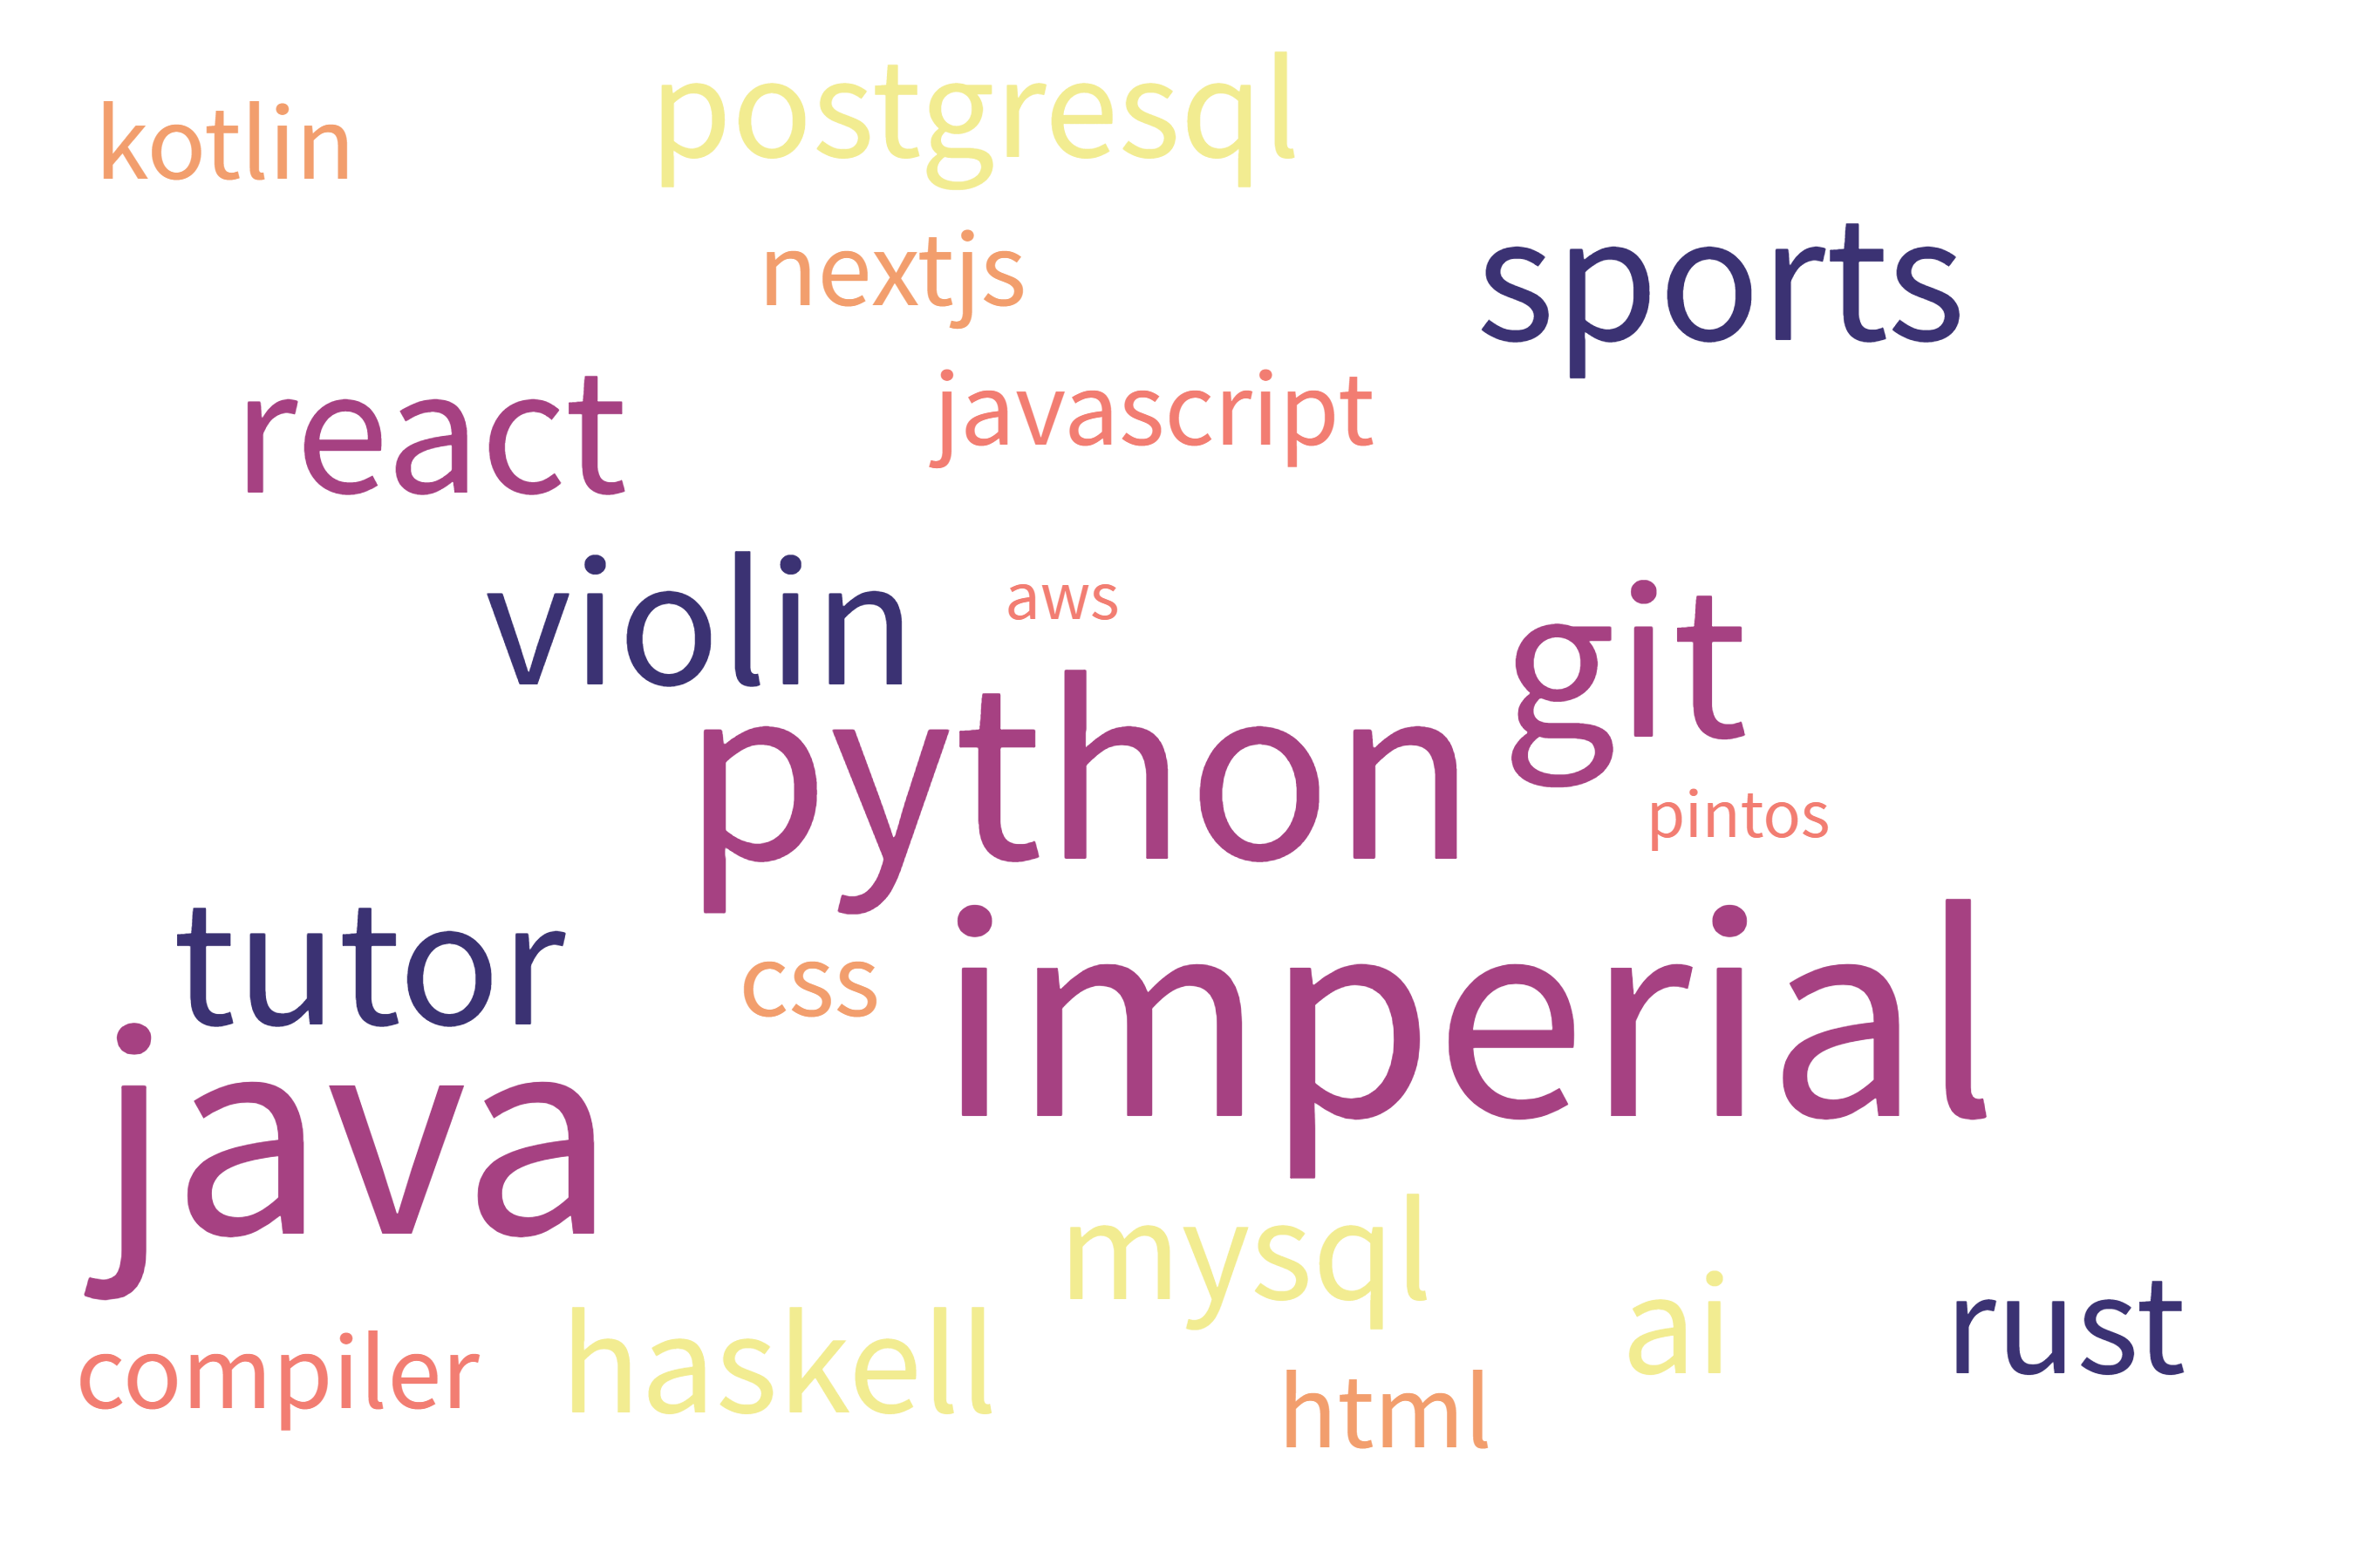 postgresql
kotlin
nextjs
sports
react
javascript
violin
aws
git
python
pintos
tutor
css
imperial
java
mysql
ai
rust
compiler
haskell
html